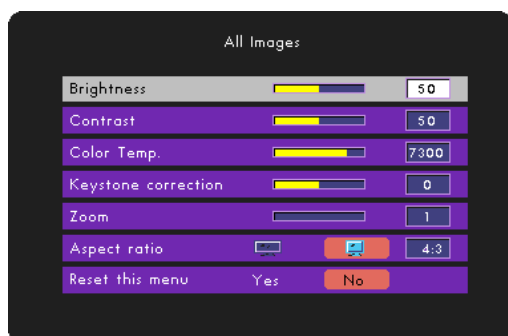 All Images
Brightness 50
Contrast 50
Color Temp. 7300
Keystone correction 0
Zoom 1
Aspect ratio 4:3
Reset this menu Yes No